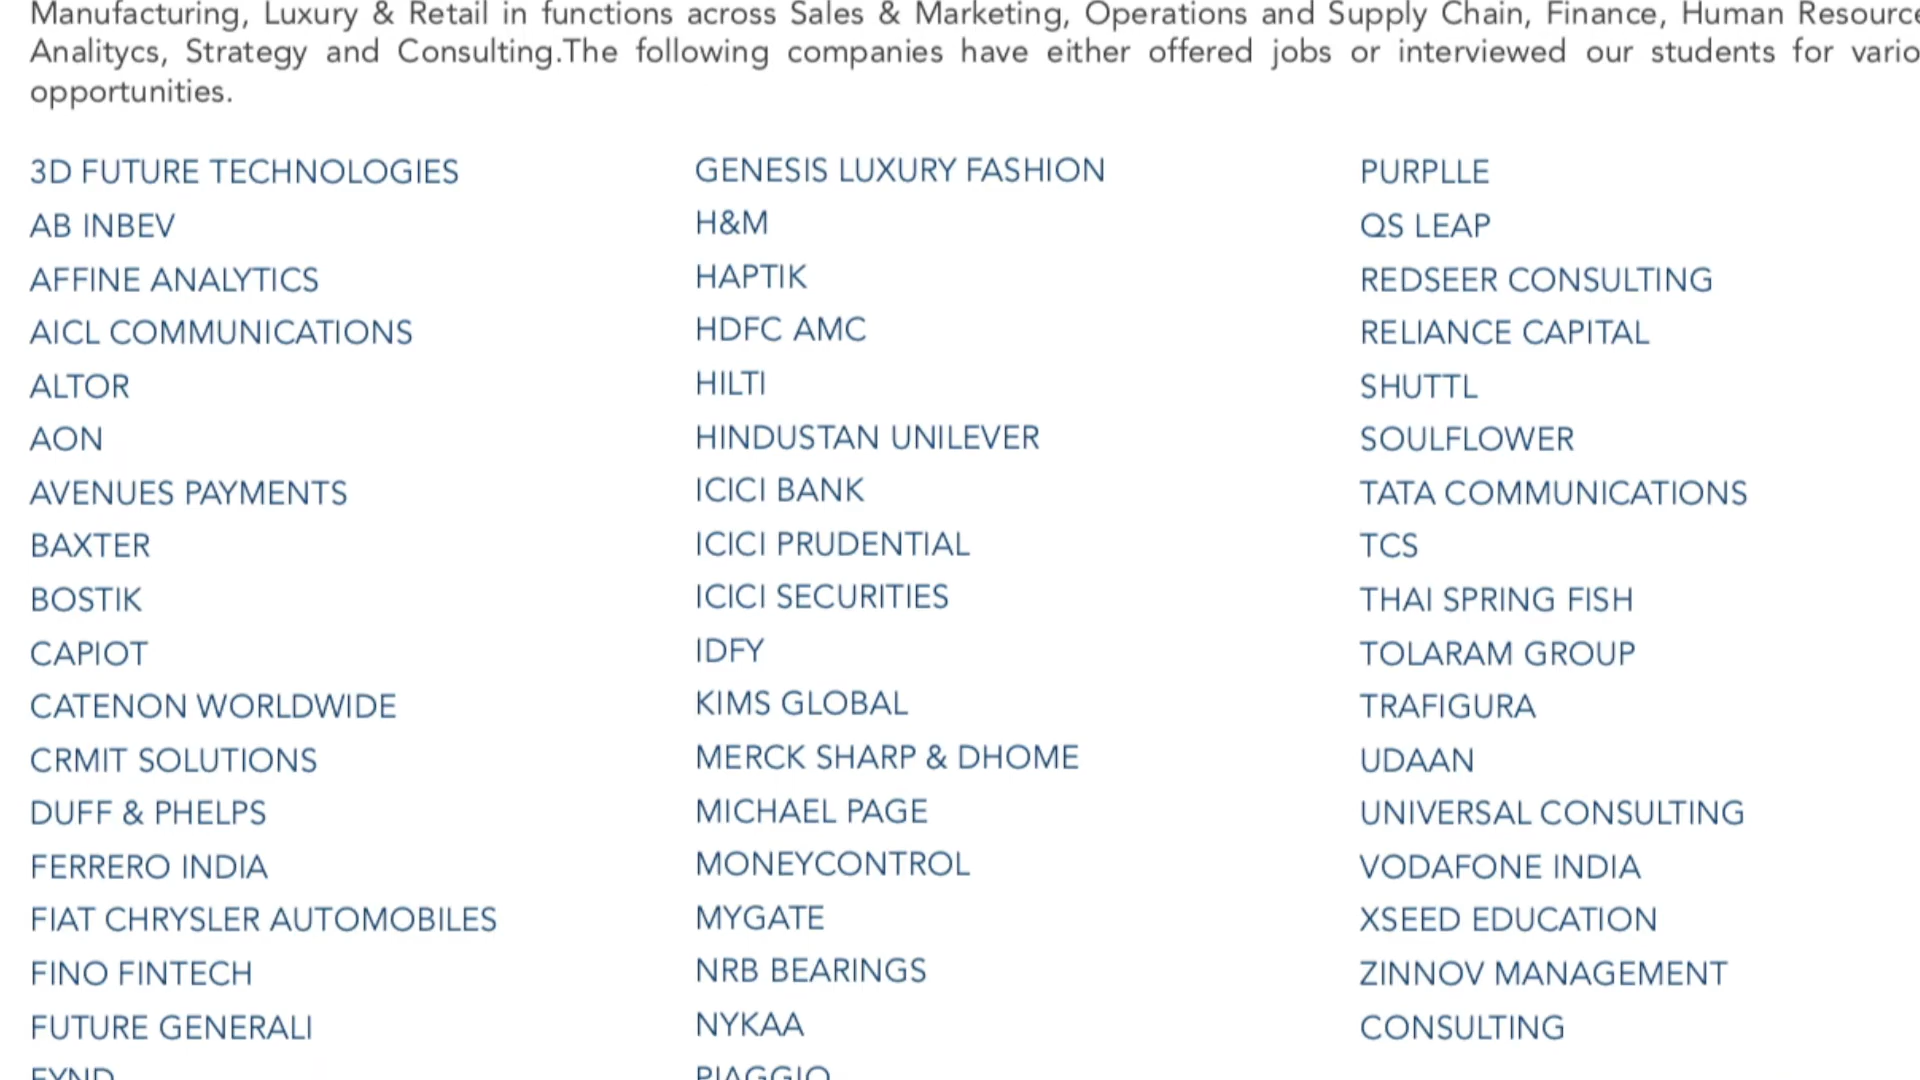 Manufacturing, Luxury & Retail in functions across Sales & Marketing, Operations and Supply Chain, Finance, Human Resource
Analitycs, Strategy and Consulting.The following companies have either offered jobs or interviewed our students for vario
opportunities.
3D FUTURE TECHNOLOGIES
AB INBEV
AFFINE ANALYTICS
AICL COMMUNICATIONS
ALTOR
AON
AVENUES PAYMENTS
BAXTER
BOSTIK
CAPIOT
CATENON WORLDWIDE
CRMIT SOLUTIONS
DUFF & PHELPS
FERRERO INDIA
FIAT CHRYSLER AUTOMOBILES
FINO FINTECH
FUTURE GENERALI
FYND
GENESIS LUXURY FASHION
H&M
HAPTIK
HDFC AMC
HILTI
HINDUSTAN UNILEVER
ICICI BANK
ICICI PRUDENTIAL
ICICI SECURITIES
IDFY
KIMS GLOBAL
MERCK SHARP & DHOME
MICHAEL PAGE
MONEYCONTROL
MYGATE
NRB BEARINGS
NYKAA
PIAGGIO
PURPLLE
QS LEAP
REDSEER CONSULTING
RELIANCE CAPITAL
SHUTTL
SOULFLOWER
TATA COMMUNICATIONS
TCS
THAI SPRING FISH
TOLARAM GROUP
TRAFIGURA
UDAAN
UNIVERSAL CONSULTING
VODAFONE INDIA
XSEED EDUCATION
ZINNOV MANAGEMENT
CONSULTING